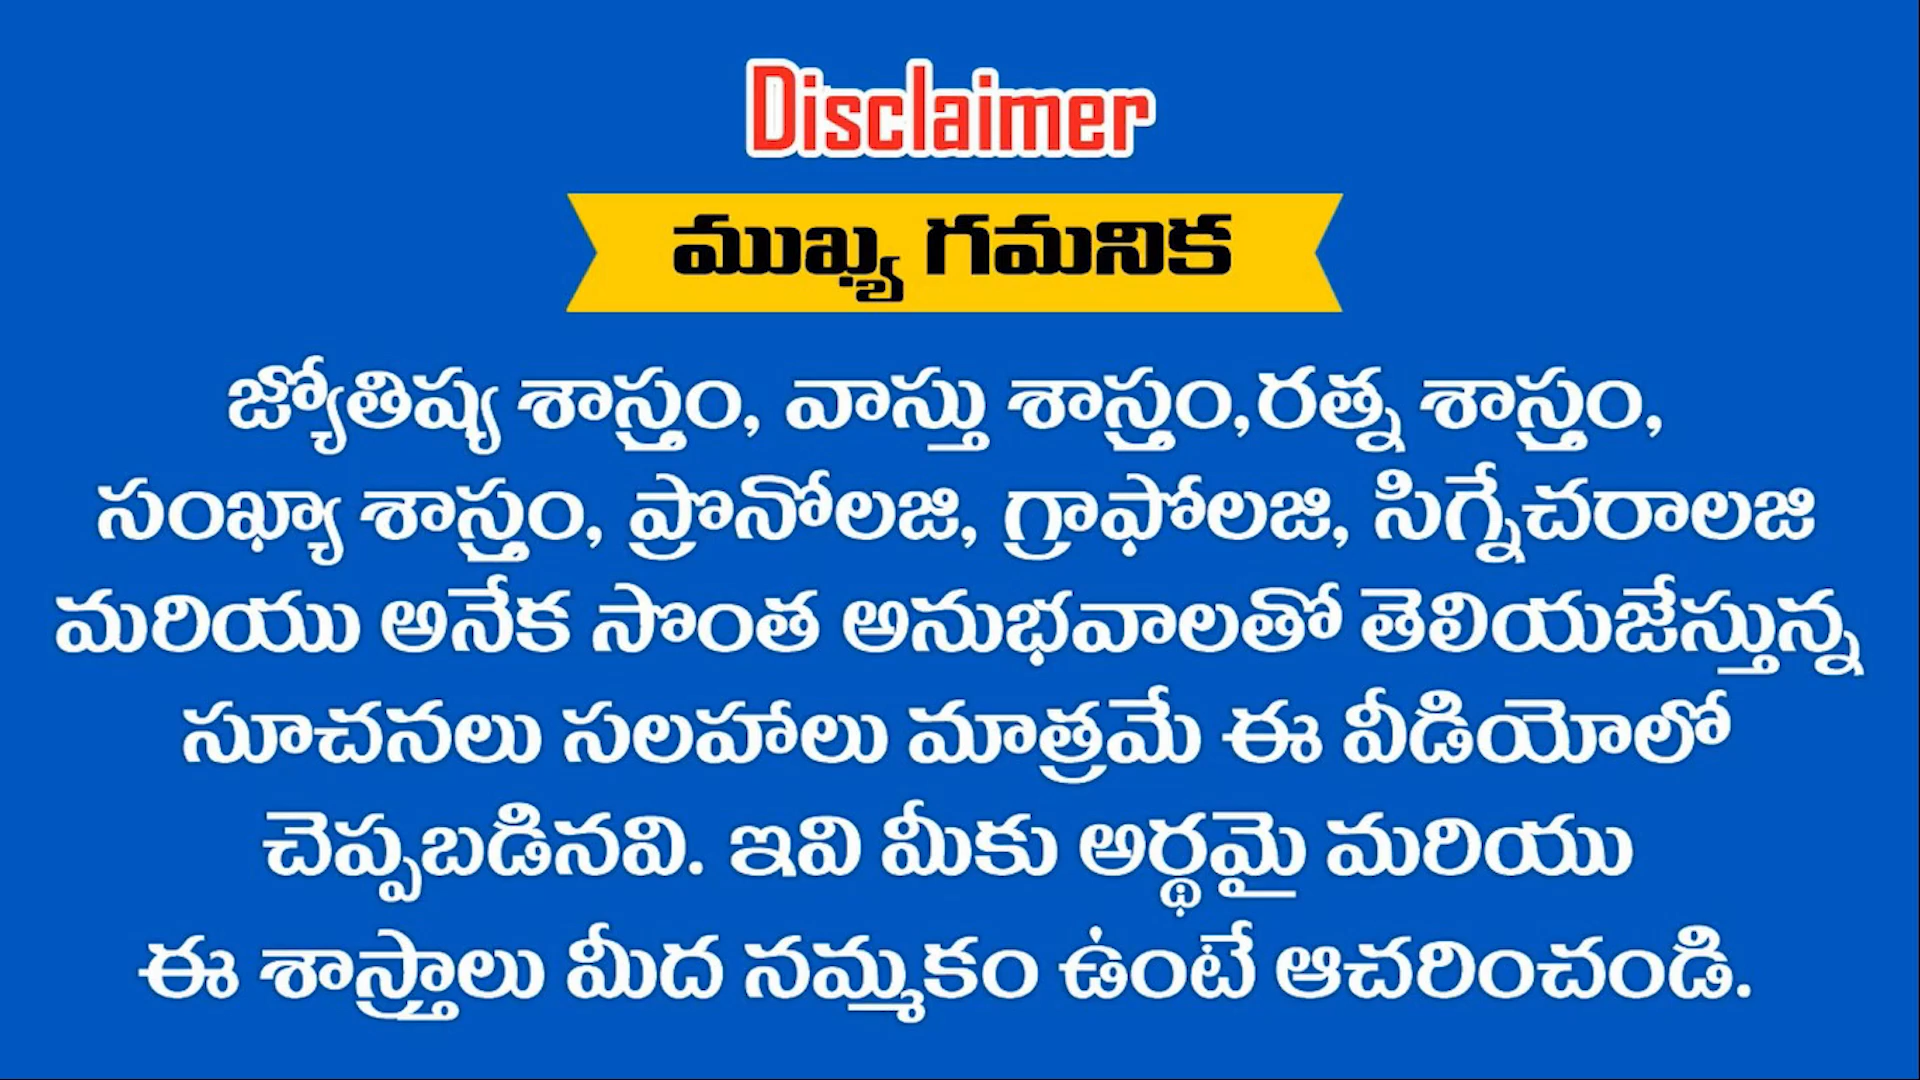 Disclaimer
ముఖ్య గమనిక
జ్యోతిష్య శాస్త్రం, వాస్తు శాస్త్రం,రత్న శాస్త్రం,
సంఖ్యా శాస్త్రం, ప్రొనోలజి, గ్రాఫోలజి, సిగ్నేచరాలజి
మరియు అనేక సొంత అనుభవాలతో తెలియజేస్తున్న
సూచనలు సలహాలు మాత్రమే ఈ వీడియోలో
చెప్పబడినవి. ఇవి మీకు అర్థమై మరియు
ఈ శాస్త్రాలు మీద నమ్మకం ఉంటే ఆచరించండి.